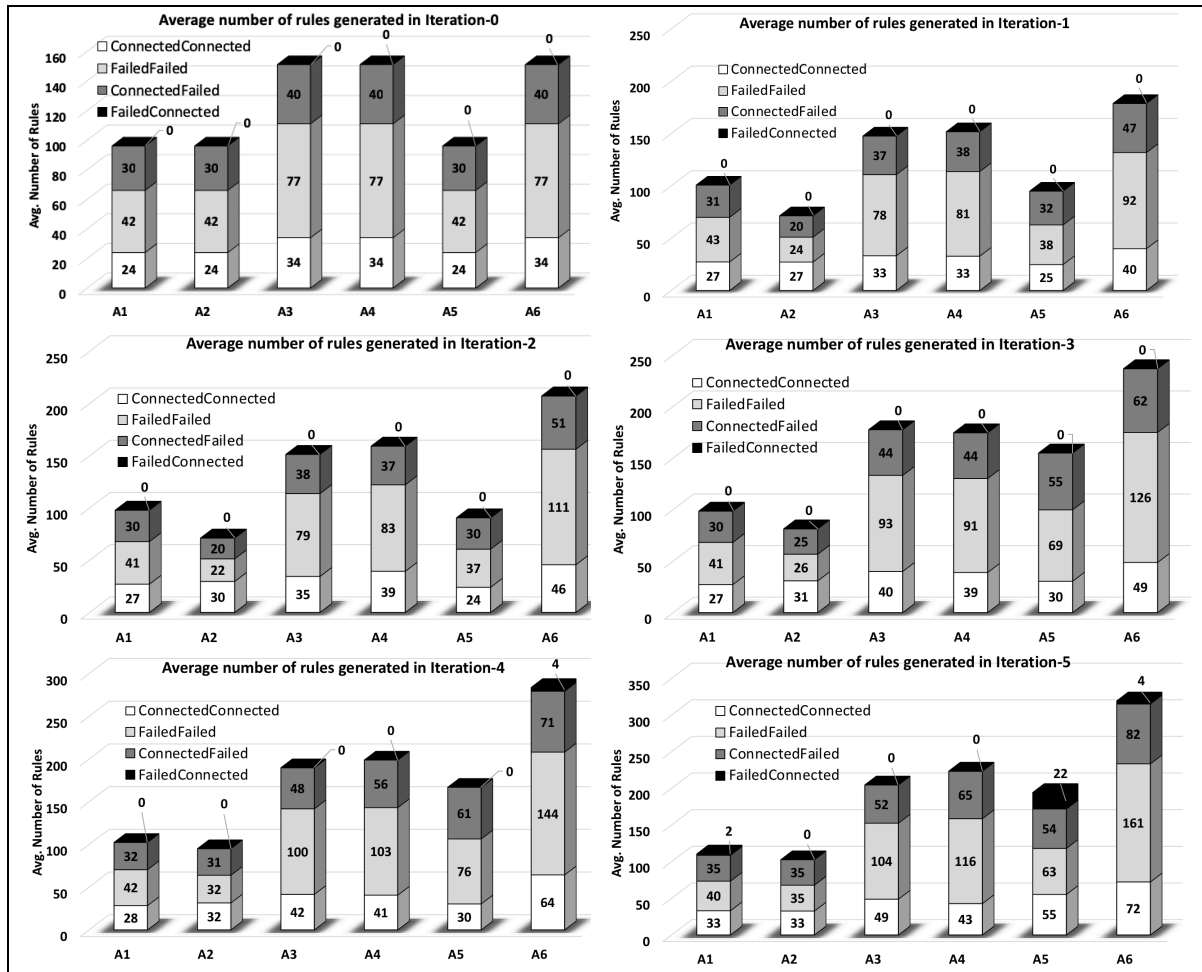 Average number of rules generated in Iteration-0
Avg. Number of Rules
160
140
120
100
80
60
40
20
0
ConnectedConnected
FailedFailed
ConnectedFailed
FailedConnected
0 0 0 0 0 0
30 30 40 40 30 40
42 42 77 77 42 77
24 24 34 34 24 34
A1 A2 A3 A4 A5 A6
Average number of rules generated in Iteration-1
Avg. Number of Rules
250
200
150
100
50
0
ConnectedConnected
FailedFailed
ConnectedFailed
FailedConnected
0 0 0 0 0 0
31 20 37 38 32 47
43 24 78 81 38 92
27 27 33 33 25 40
A1 A2 A3 A4 A5 A6
Average number of rules generated in Iteration-2
Avg. Number of Rules
250
200
150
100
50
0
ConnectedConnected
FailedFailed
ConnectedFailed
FailedConnected
0 0 0 0 0 0
30 20 38 37 30 51
41 22 79 83 37 111
27 30 35 39 24 46
A1 A2 A3 A4 A5 A6
Average number of rules generated in Iteration-3
Avg. Number of Rules
250
200
150
100
50
0
ConnectedConnected
FailedFailed
ConnectedFailed
FailedConnected
0 0 0 0 0 0
30 25 44 44 55 62
41 26 93 91 69 126
27 31 40 39 30 49
A1 A2 A3 A4 A5 A6
Average number of rules generated in Iteration-4
Avg. Number of Rules
300
250
200
150
100
50
0
ConnectedConnected
FailedFailed
ConnectedFailed
FailedConnected
0 0 0 0 0 4
32 31 48 56 61 71
42 32 100 103 76 144
28 32 42 41 30 64
A1 A2 A3 A4 A5 A6
Average number of rules generated in Iteration-5
Avg. Number of Rules
350
300
250
200
150
100
50
0
ConnectedConnected
FailedFailed
ConnectedFailed
FailedConnected
2 0 0 0 22 4
35 35 52 65 54 82
40 35 104 116 63 161
33 33 49 43 55 72
A1 A2 A3 A4 A5 A6